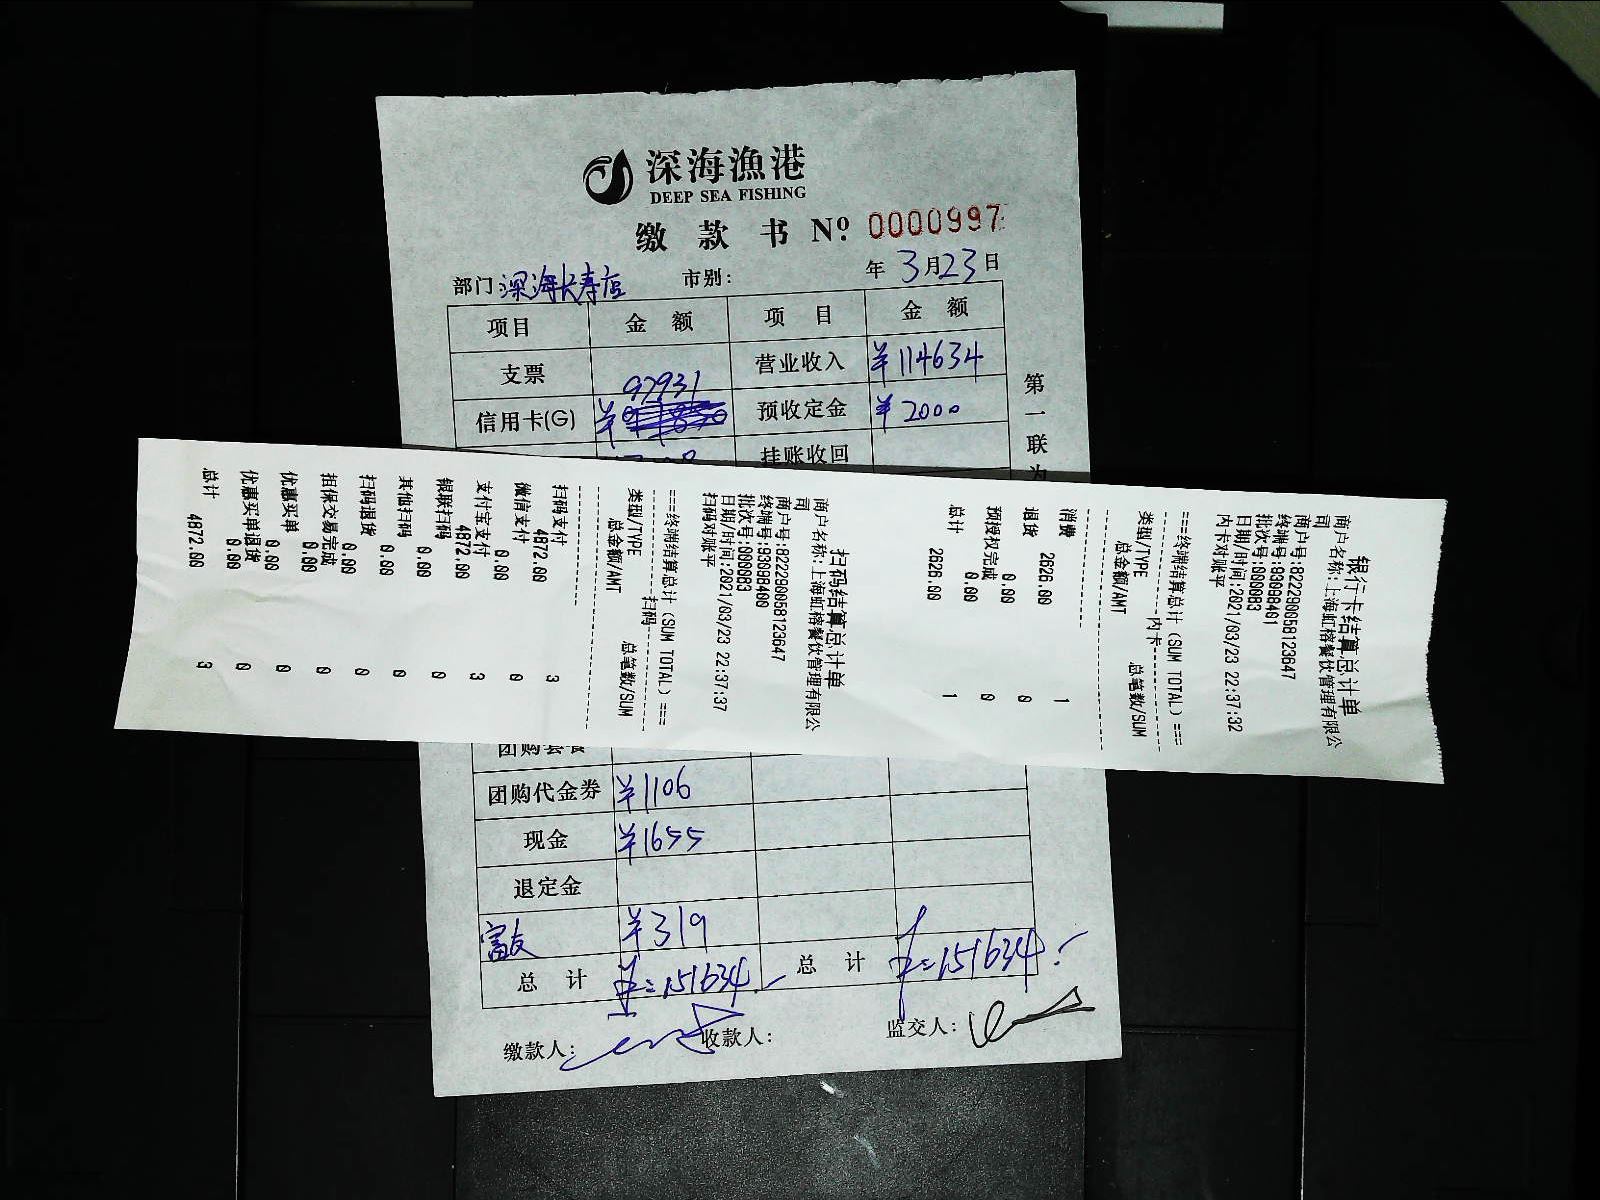 深海漁港
DEEP SEA FISHING
缴 款 书 Nº 0000997
部门 深海长寿店 市别: 年 3月23日
项目 金 额 项 目 金 额
支票 营业收入 ¥114634
97931
信用卡(G) ¥ 预收定金 ¥2000
挂账收回
第一联为
银行卡结算总计单
商户名称:上海虹榕餐饮管理有限公
司
商户号:822290058123647
终端号:93098401
批次号:000083
日期/时间:2021/03/23 22:37:32
内卡对账平
===终端结算总计(SUM TOTAL)===
内卡
类型/TYPE 总笔数/SUM
总金额/AMT
消费 1
2626.00
退货 0
0.00
预授权完成 0
0.00
总计 1
2626.00
扫码结算总计单
商户名称:上海虹榕餐饮管理有限公
司
商户号:822290058123647
终端号:93098400
批次号:000083
日期/时间:2021/03/23 22:37:37
扫码对账平
===终端结算总计(SUM TOTAL)===
扫码
类型/TYPE 总笔数/SUM
总金额/AMT
扫码支付 3
4872.00
微信支付 0
0.00
支付宝支付 3
4872.00
银联扫码 0
0.00
其他扫码 0
0.00
扫码退货 0
0.00
担保交易完成 0
0.00
优惠买单 0
0.00
优惠买单退货 0
0.00
总计 3
4872.00
团购套餐
团购代金券 ¥1106
现金 ¥1655
退定金
富友 ¥319
总 计 ¥=151634. 总 计 ¥=151634.
缴款人: 收款人: 监交人: